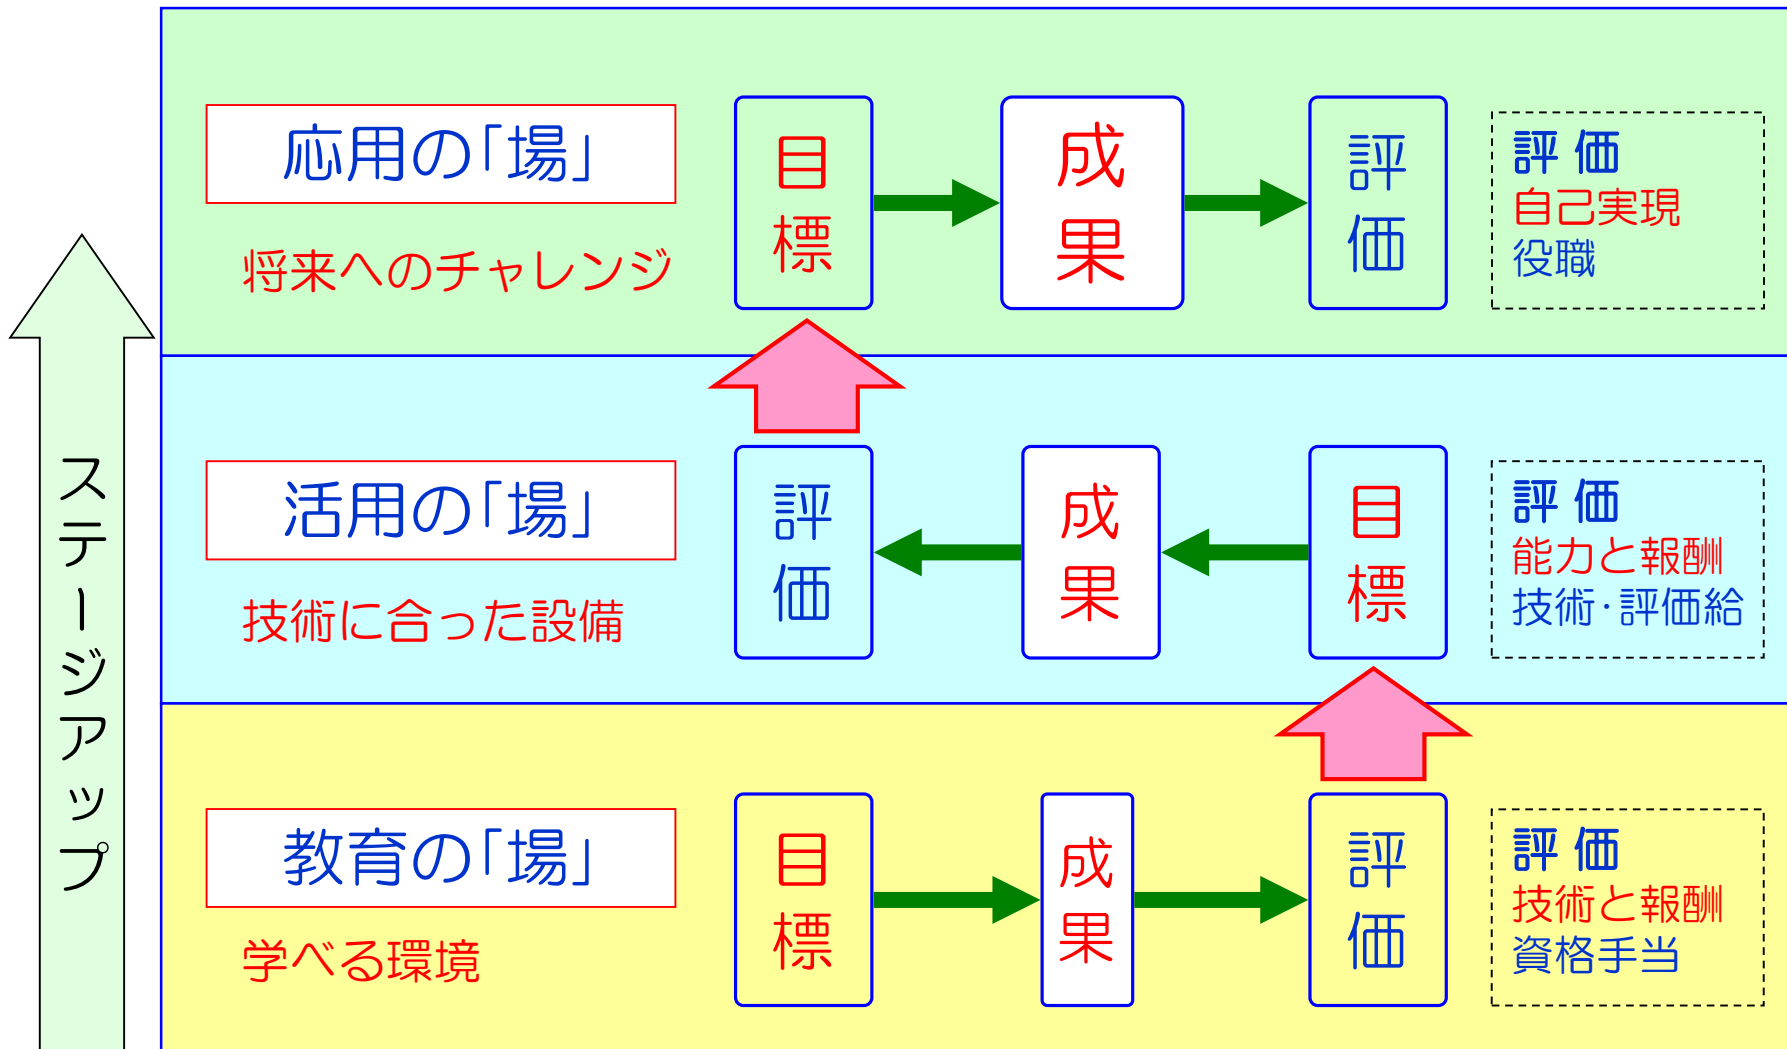 ステージアップ
応用の「場」
将来へのチャレンジ
目標
成果
評価
評価
自己実現
役職
活用の「場」
技術に合った設備
評価
成果
目標
評価
能力と報酬
技術・評価給
教育の「場」
学べる環境
目標
成果
評価
評価
技術と報酬
資格手当